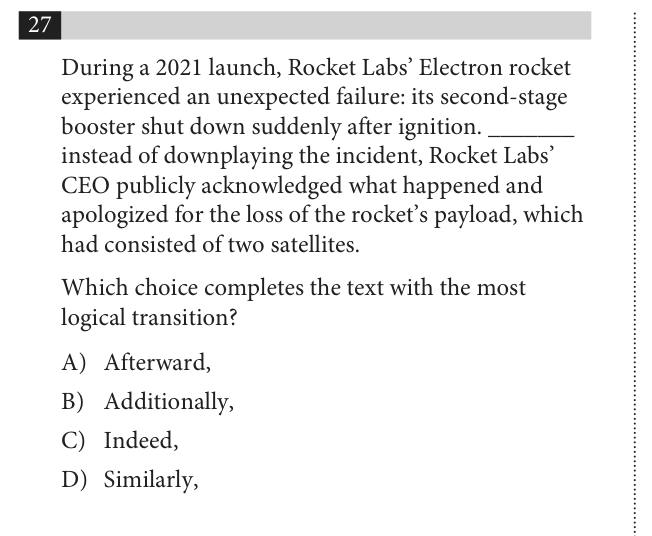 27
During a 2021 launch, Rocket Labs’ Electron rocket
experienced an unexpected failure: its second-stage
booster shut down suddenly after ignition. _______
instead of downplaying the incident, Rocket Labs’
CEO publicly acknowledged what happened and
apologized for the loss of the rocket’s payload, which
had consisted of two satellites.
Which choice completes the text with the most
logical transition?
A) Afterward,
B) Additionally,
C) Indeed,
D) Similarly,